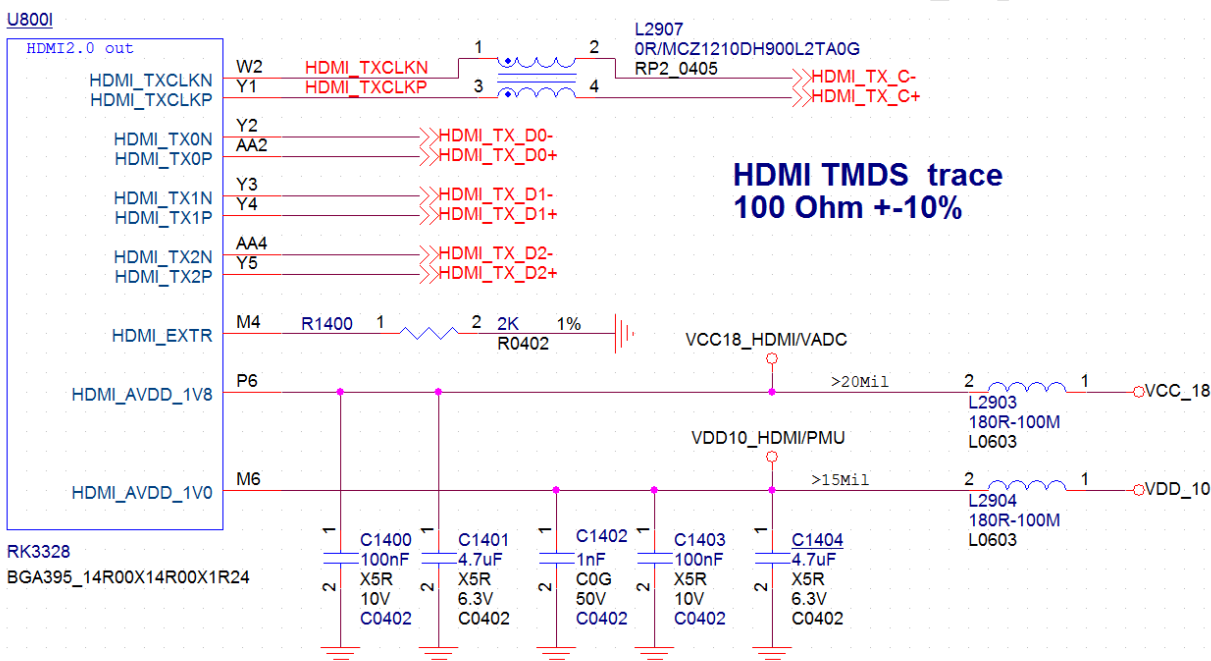 U800I
HDMI2.0 out
HDMI_TXCLKN W2 HDMI_TXCLKN 1 2
HDMI_TXCLKP Y1 HDMI_TXCLKP 3 4
L2907
0R/MCZ1210DH900L2TA0G
RP2_0405
HDMI_TX_C-
HDMI_TX_C+
HDMI_TX0N Y2 HDMI_TX_D0-
HDMI_TX0P AA2 HDMI_TX_D0+
HDMI_TX1N Y3 HDMI_TX_D1-
HDMI_TX1P Y4 HDMI_TX_D1+
HDMI_TX2N AA4 HDMI_TX_D2-
HDMI_TX2P Y5 HDMI_TX_D2+
HDMI TMDS trace
100 Ohm +-10%
HDMI_EXTR M4 R1400 1 2 2K 1%
R0402
VCC18_HDMI/VADC
HDMI_AVDD_1V8 P6 >20Mil 2 1 VCC_18
L2903
180R-100M
L0603
VDD10_HDMI/PMU
HDMI_AVDD_1V0 M6 >15Mil 2 1 VDD_10
L2904
180R-100M
L0603
1 C1400
100nF
2 X5R
10V
C0402
1 C1401
4.7uF
2 X5R
6.3V
C0402
1 C1402
1nF
2 C0G
50V
C0402
1 C1403
100nF
2 X5R
10V
C0402
1 C1404
4.7uF
2 X5R
6.3V
C0402
RK3328
BGA395_14R00X14R00X1R24